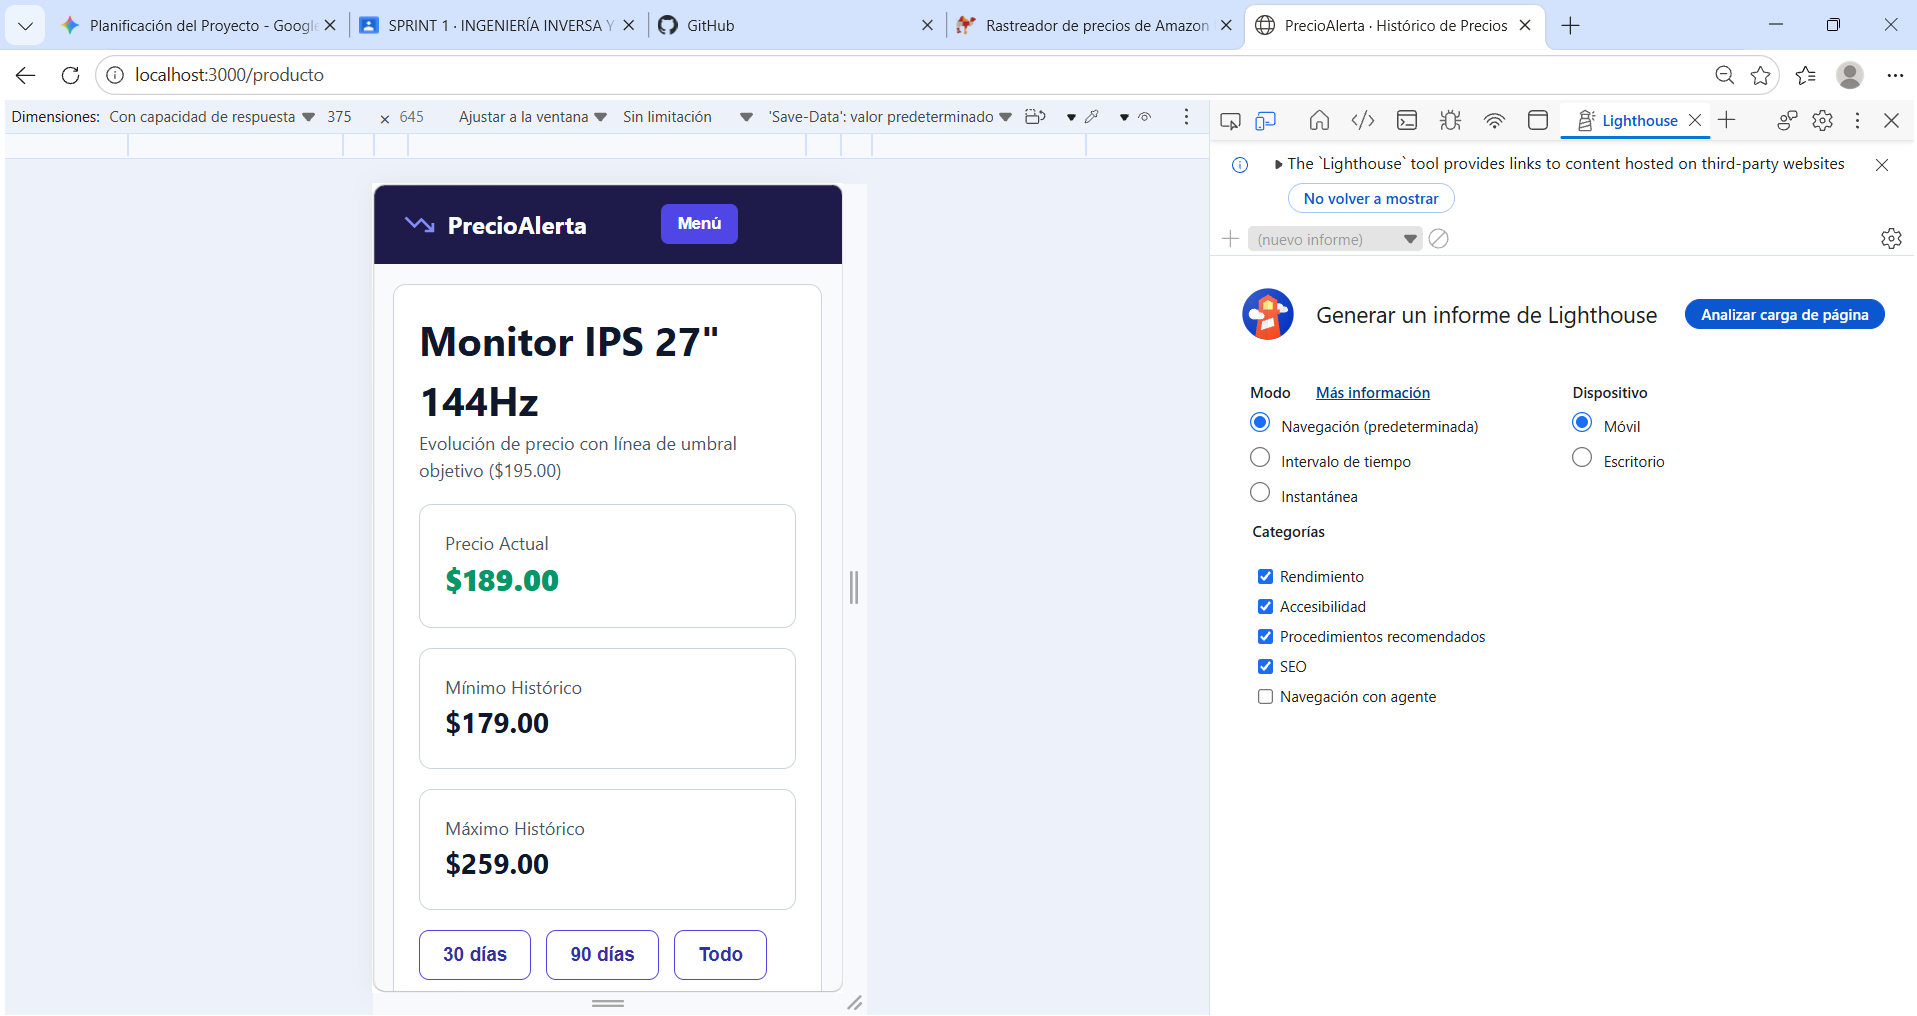 Planificación del Proyecto - Google
SPRINT 1 · INGENIERÍA INVERSA Y
GitHub
Rastreador de precios de Amazon
PrecioAlerta · Histórico de Precios
localhost:3000/producto
Dimensiones: Con capacidad de respuesta 375 × 645 Ajustar a la ventana Sin limitación 'Save-Data': valor predeterminado
Lighthouse
The `Lighthouse` tool provides links to content hosted on third-party websites
No volver a mostrar
(nuevo informe)
Generar un informe de Lighthouse
Analizar carga de página
Modo Más información
Dispositivo
Navegación (predeterminada)
Móvil
Intervalo de tiempo
Escritorio
Instantánea
Categorías
Rendimiento
Accesibilidad
Procedimientos recomendados
SEO
Navegación con agente
PrecioAlerta
Menú
Monitor IPS 27"
144Hz
Evolución de precio con línea de umbral
objetivo ($195.00)
Precio Actual
$189.00
Mínimo Histórico
$179.00
Máximo Histórico
$259.00
30 días
90 días
Todo